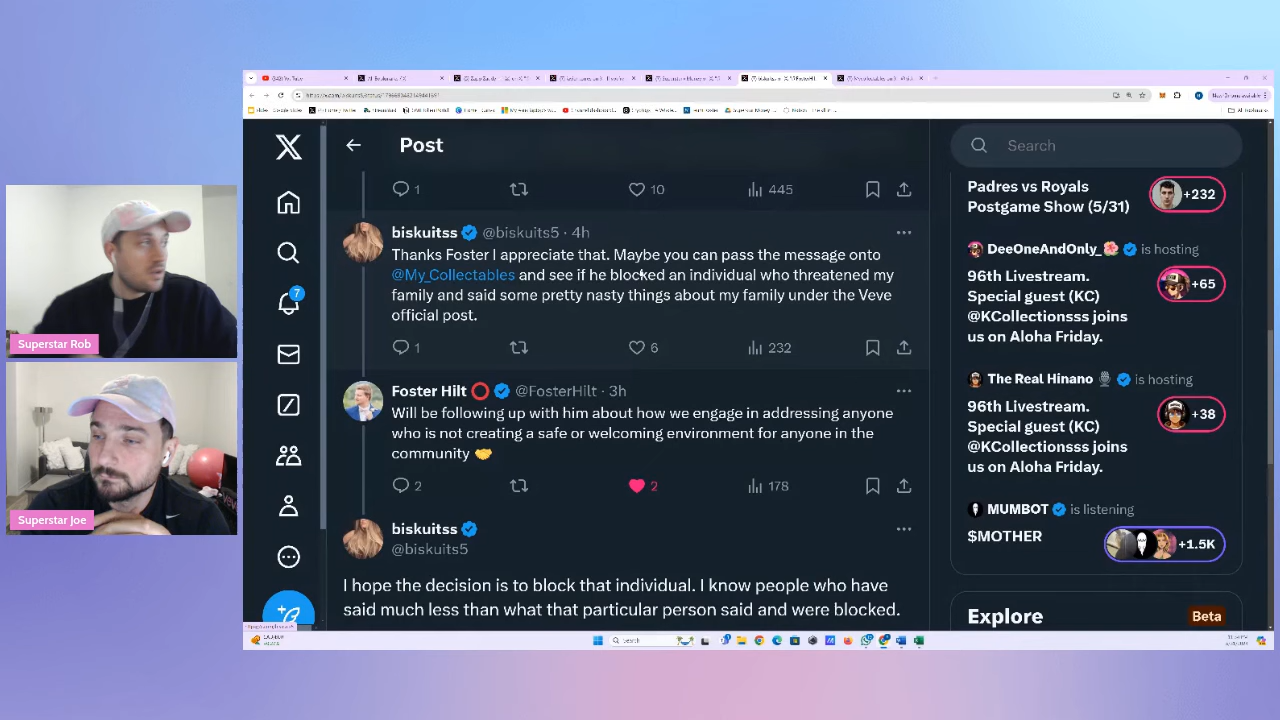 Post
Search
1
10
445
Padres vs Royals
Postgame Show (5/31)
+232
biskuitss @biskuits5 · 4h
Thanks Foster I appreciate that. Maybe you can pass the message onto
@My_Collectables and see if he blocked an individual who threatened my
family and said some pretty nasty things about my family under the Veve
official post.
1
6
232
DeeOneAndOnly_ is hosting
96th Livestream.
Special guest (KC)
@KCollectionsss joins
us on Aloha Friday.
+65
7
Superstar Rob
Foster Hilt @FosterHilt · 3h
Will be following up with him about how we engage in addressing anyone
who is not creating a safe or welcoming environment for anyone in the
community
2
2
178
The Real Hinano is hosting
96th Livestream.
Special guest (KC)
@KCollectionsss joins
us on Aloha Friday.
+38
Superstar Joe
biskuitss
@biskuits5
I hope the decision is to block that individual. I know people who have
said much less than what that particular person said and were blocked.
MUMBOT is listening
$MOTHER
+1.5K
Explore
Beta
Search